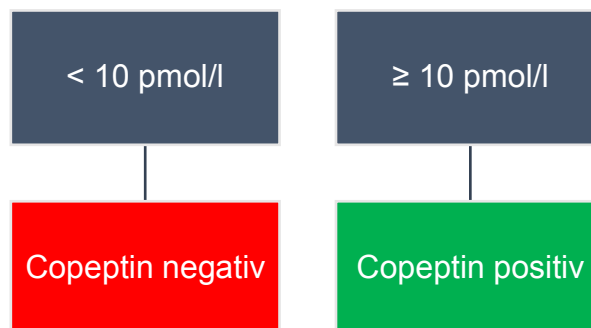 < 10 pmol/l
≥ 10 pmol/l
Copeptin negativ
Copeptin positiv